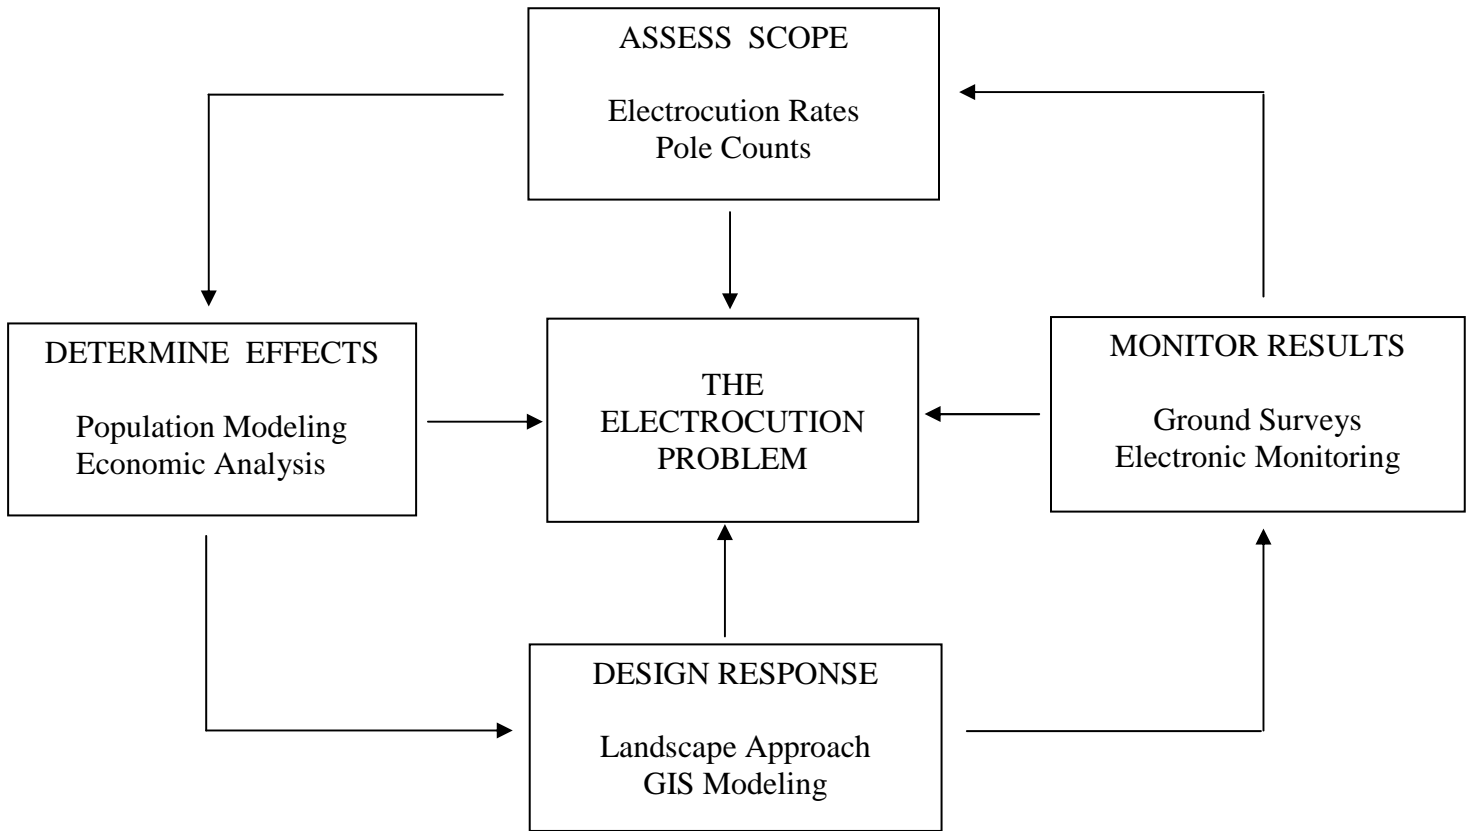 ASSESS SCOPE
Electrocution Rates
Pole Counts
DETERMINE EFFECTS
Population Modeling
Economic Analysis
THE
ELECTROCUTION
PROBLEM
MONITOR RESULTS
Ground Surveys
Electronic Monitoring
DESIGN RESPONSE
Landscape Approach
GIS Modeling